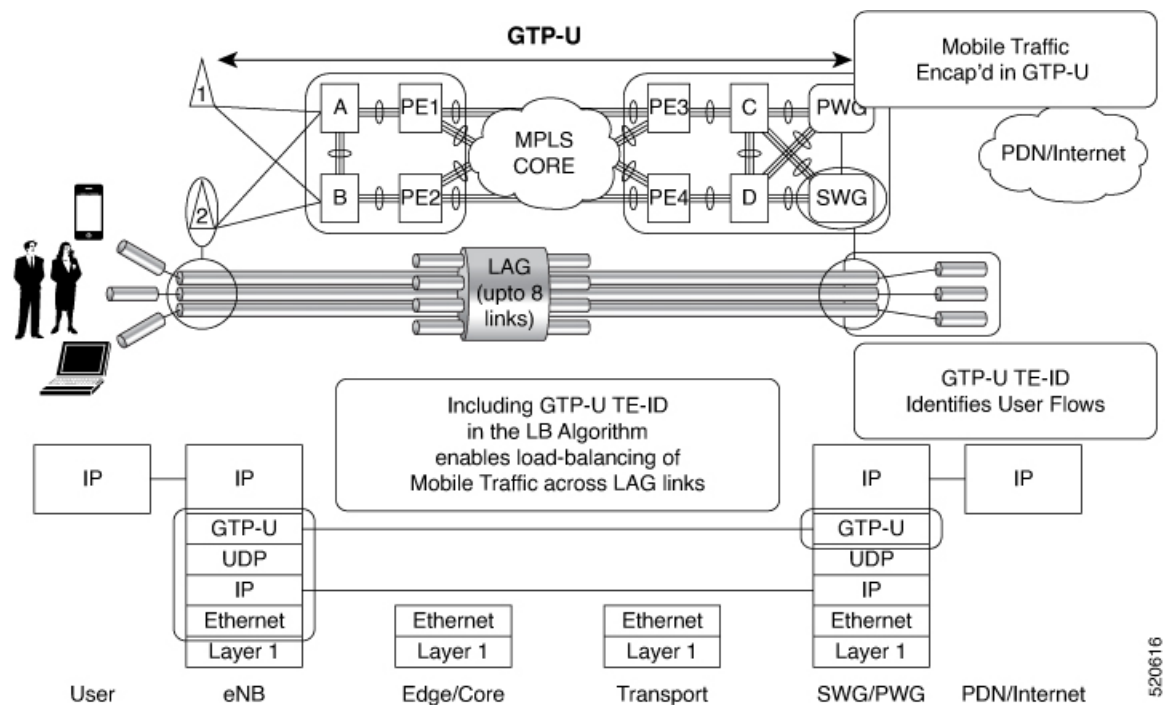 GTP-U
Mobile Traffic
Encap'd in GTP-U
1
A
PE1
MPLS
CORE
PE3
C
PWG
PDN/Internet
2
B
PE2
PE4
D
SWG
LAG
(upto 8
links)
GTP-U TE-ID
Identifies User Flows
Including GTP-U TE-ID
in the LB Algorithm
enables load-balancing of
Mobile Traffic across LAG links
IP
IP
IP
IP
GTP-U
GTP-U
UDP
UDP
IP
IP
Ethernet
Ethernet
Ethernet
Ethernet
Layer 1
Layer 1
Layer 1
Layer 1
User
eNB
Edge/Core
Transport
SWG/PWG
PDN/Internet
520616